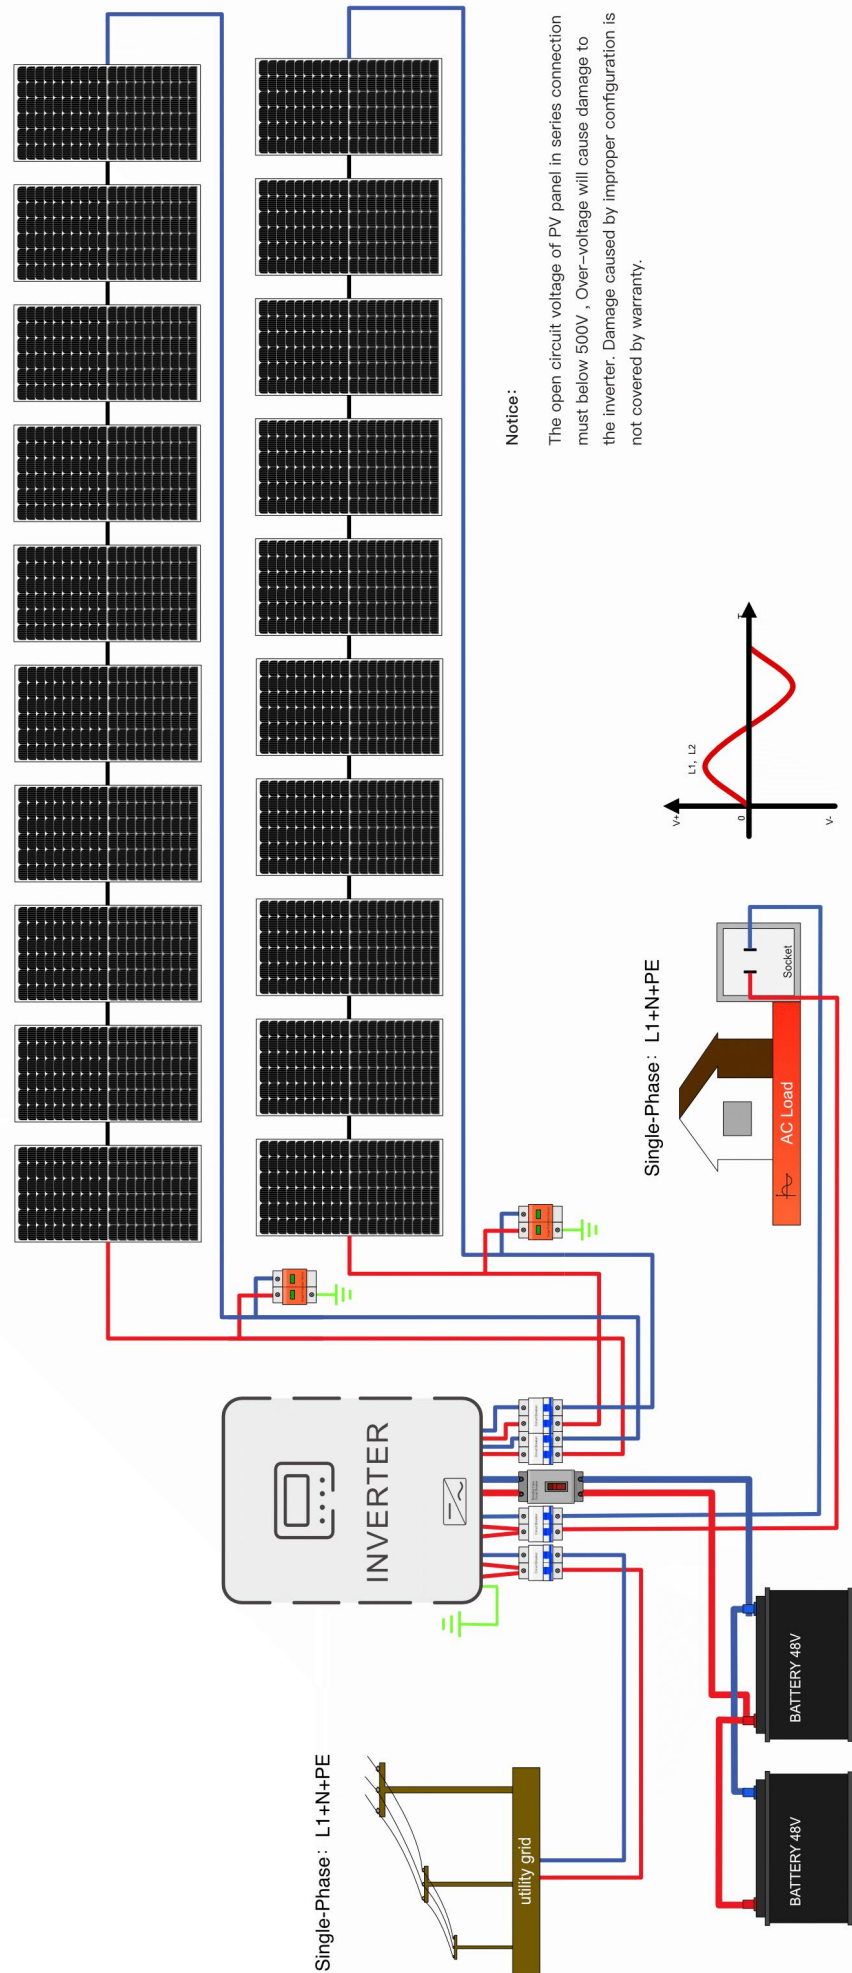 Notice:
The open circuit voltage of PV panel in series connection
must below 500V , Over-voltage will cause damage to
the inverter. Damage caused by improper configuration is
not covered by warranty.
Single-Phase: L1+N+PE
utility grid
INVERTER
BATTERY 48V
BATTERY 48V
Single-Phase: L1+N+PE
AC Load
Socket
V+
L1, L2
0
V-
T